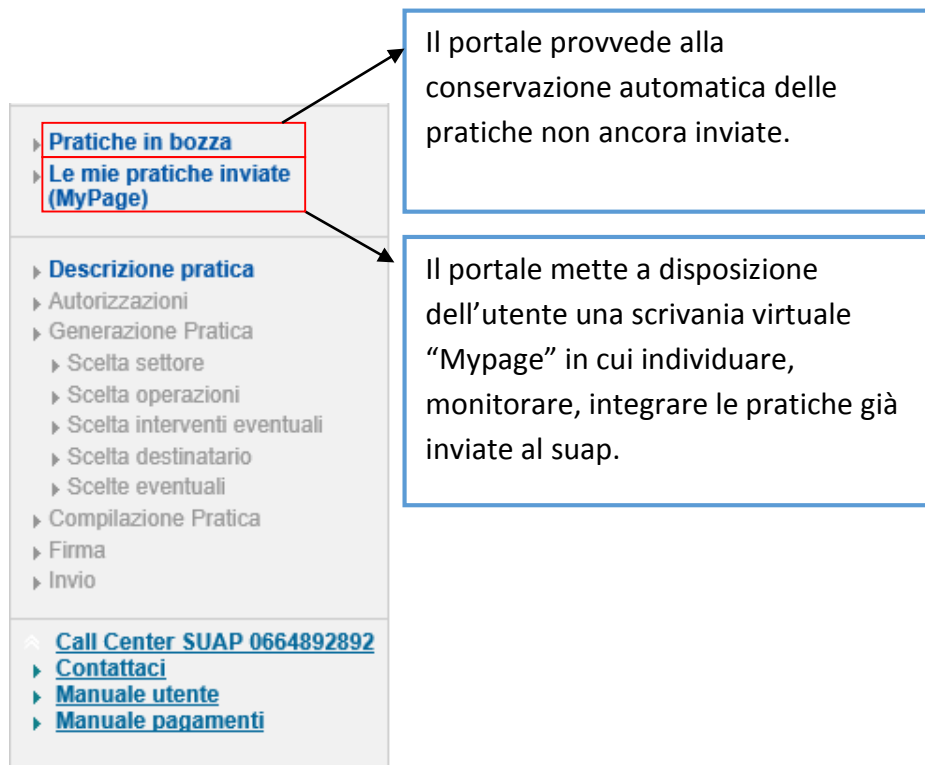 Il portale provvede alla
conservazione automatica delle
pratiche non ancora inviate.
Pratiche in bozza
Le mie pratiche inviate
(MyPage)
Il portale mette a disposizione
dell’utente una scrivania virtuale
“Mypage” in cui individuare,
monitorare, integrare le pratiche già
inviate al suap.
Descrizione pratica
Autorizzazioni
Generazione Pratica
Scelta settore
Scelta operazioni
Scelta interventi eventuali
Scelta destinatario
Scelte eventuali
Compilazione Pratica
Firma
Invio
Call Center SUAP 0664892892
Contattaci
Manuale utente
Manuale pagamenti